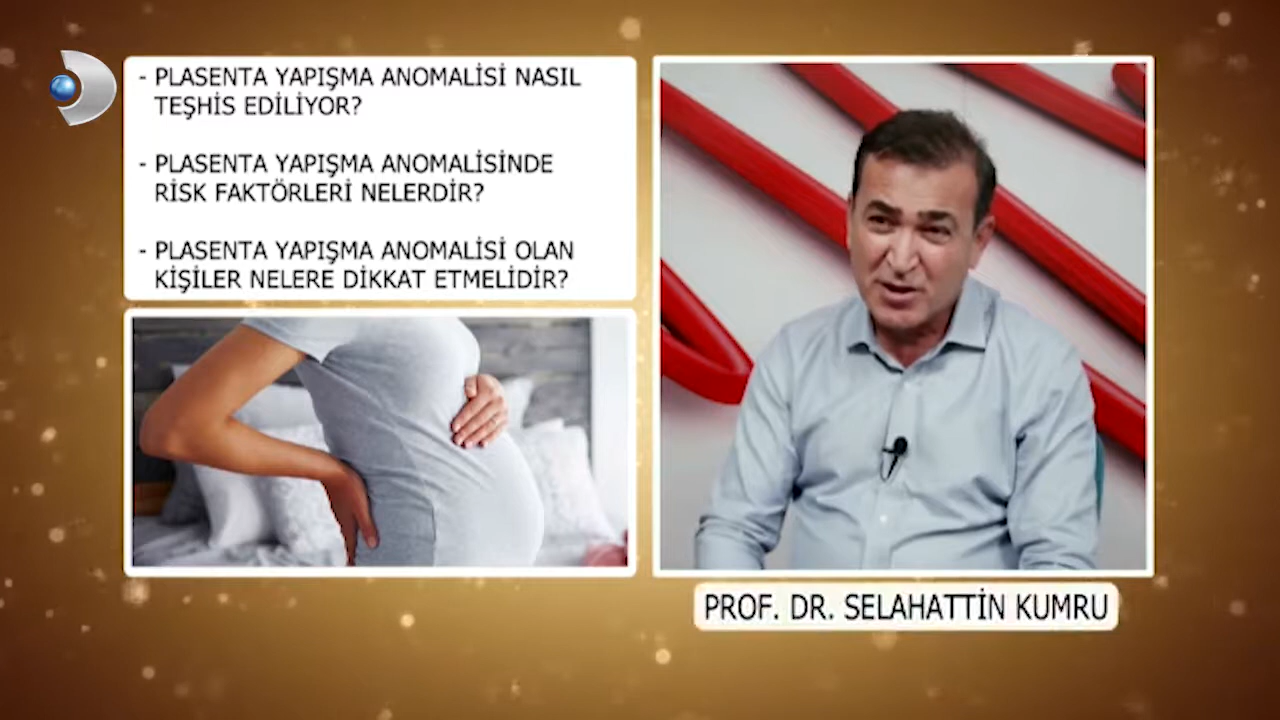 - PLASENTA YAPIŞMA ANOMALİSİ NASIL
TEŞHİS EDİLİYOR?
- PLASENTA YAPIŞMA ANOMALİSİNDE
RİSK FAKTÖRLERİ NELERDİR?
- PLASENTA YAPIŞMA ANOMALİSİ OLAN
KİŞİLER NELERE DİKKAT ETMELİDİR?
PROF. DR. SELAHATTİN KUMRU